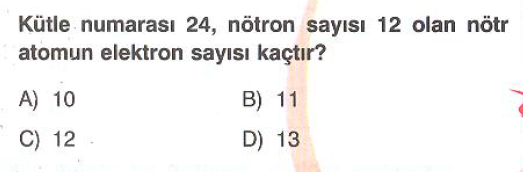 Kütle numarası 24, nötron sayısı 12 olan nötr
atomun elektron sayısı kaçtır?
A) 10
B) 11
C) 12
D) 13